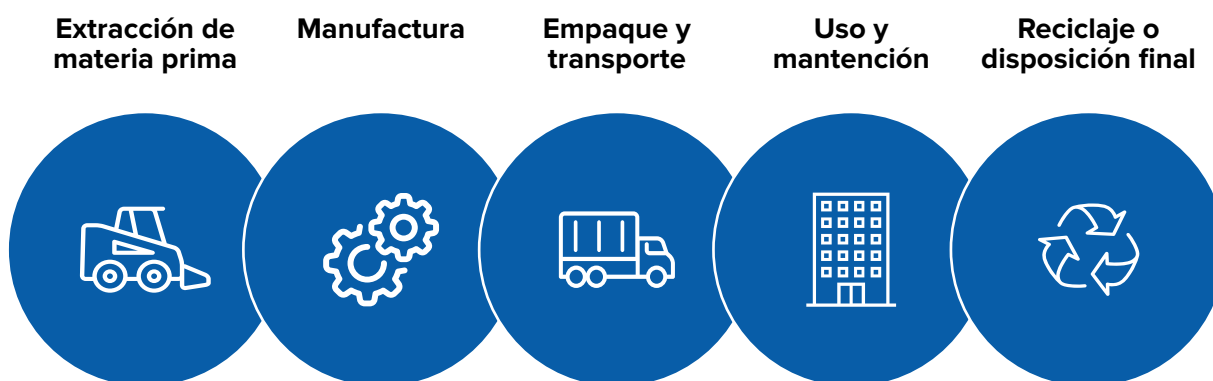 Extracción de
materia prima
Manufactura
Empaque y
transporte
Uso y
mantención
Reciclaje o
disposición final